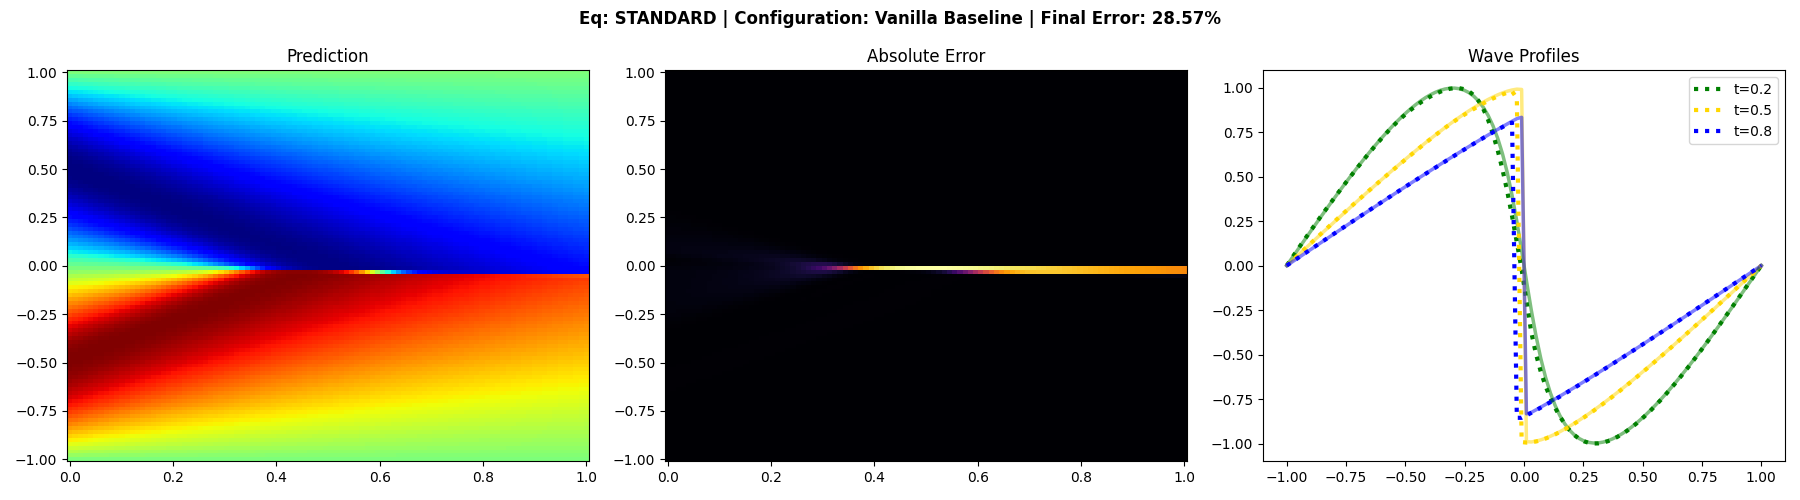 Eq: STANDARD | Configuration: Vanilla Baseline | Final Error: 28.57%
Prediction
1.00
0.75
0.50
0.25
0.00
−0.25
−0.50
−0.75
−1.00
0.0 0.2 0.4 0.6 0.8 1.0
Absolute Error
1.00
0.75
0.50
0.25
0.00
−0.25
−0.50
−0.75
−1.00
0.0 0.2 0.4 0.6 0.8 1.0
Wave Profiles
1.00
0.75
0.50
0.25
0.00
−0.25
−0.50
−0.75
−1.00
−1.00 −0.75 −0.50 −0.25 0.00 0.25 0.50 0.75 1.00
t=0.2
t=0.5
t=0.8